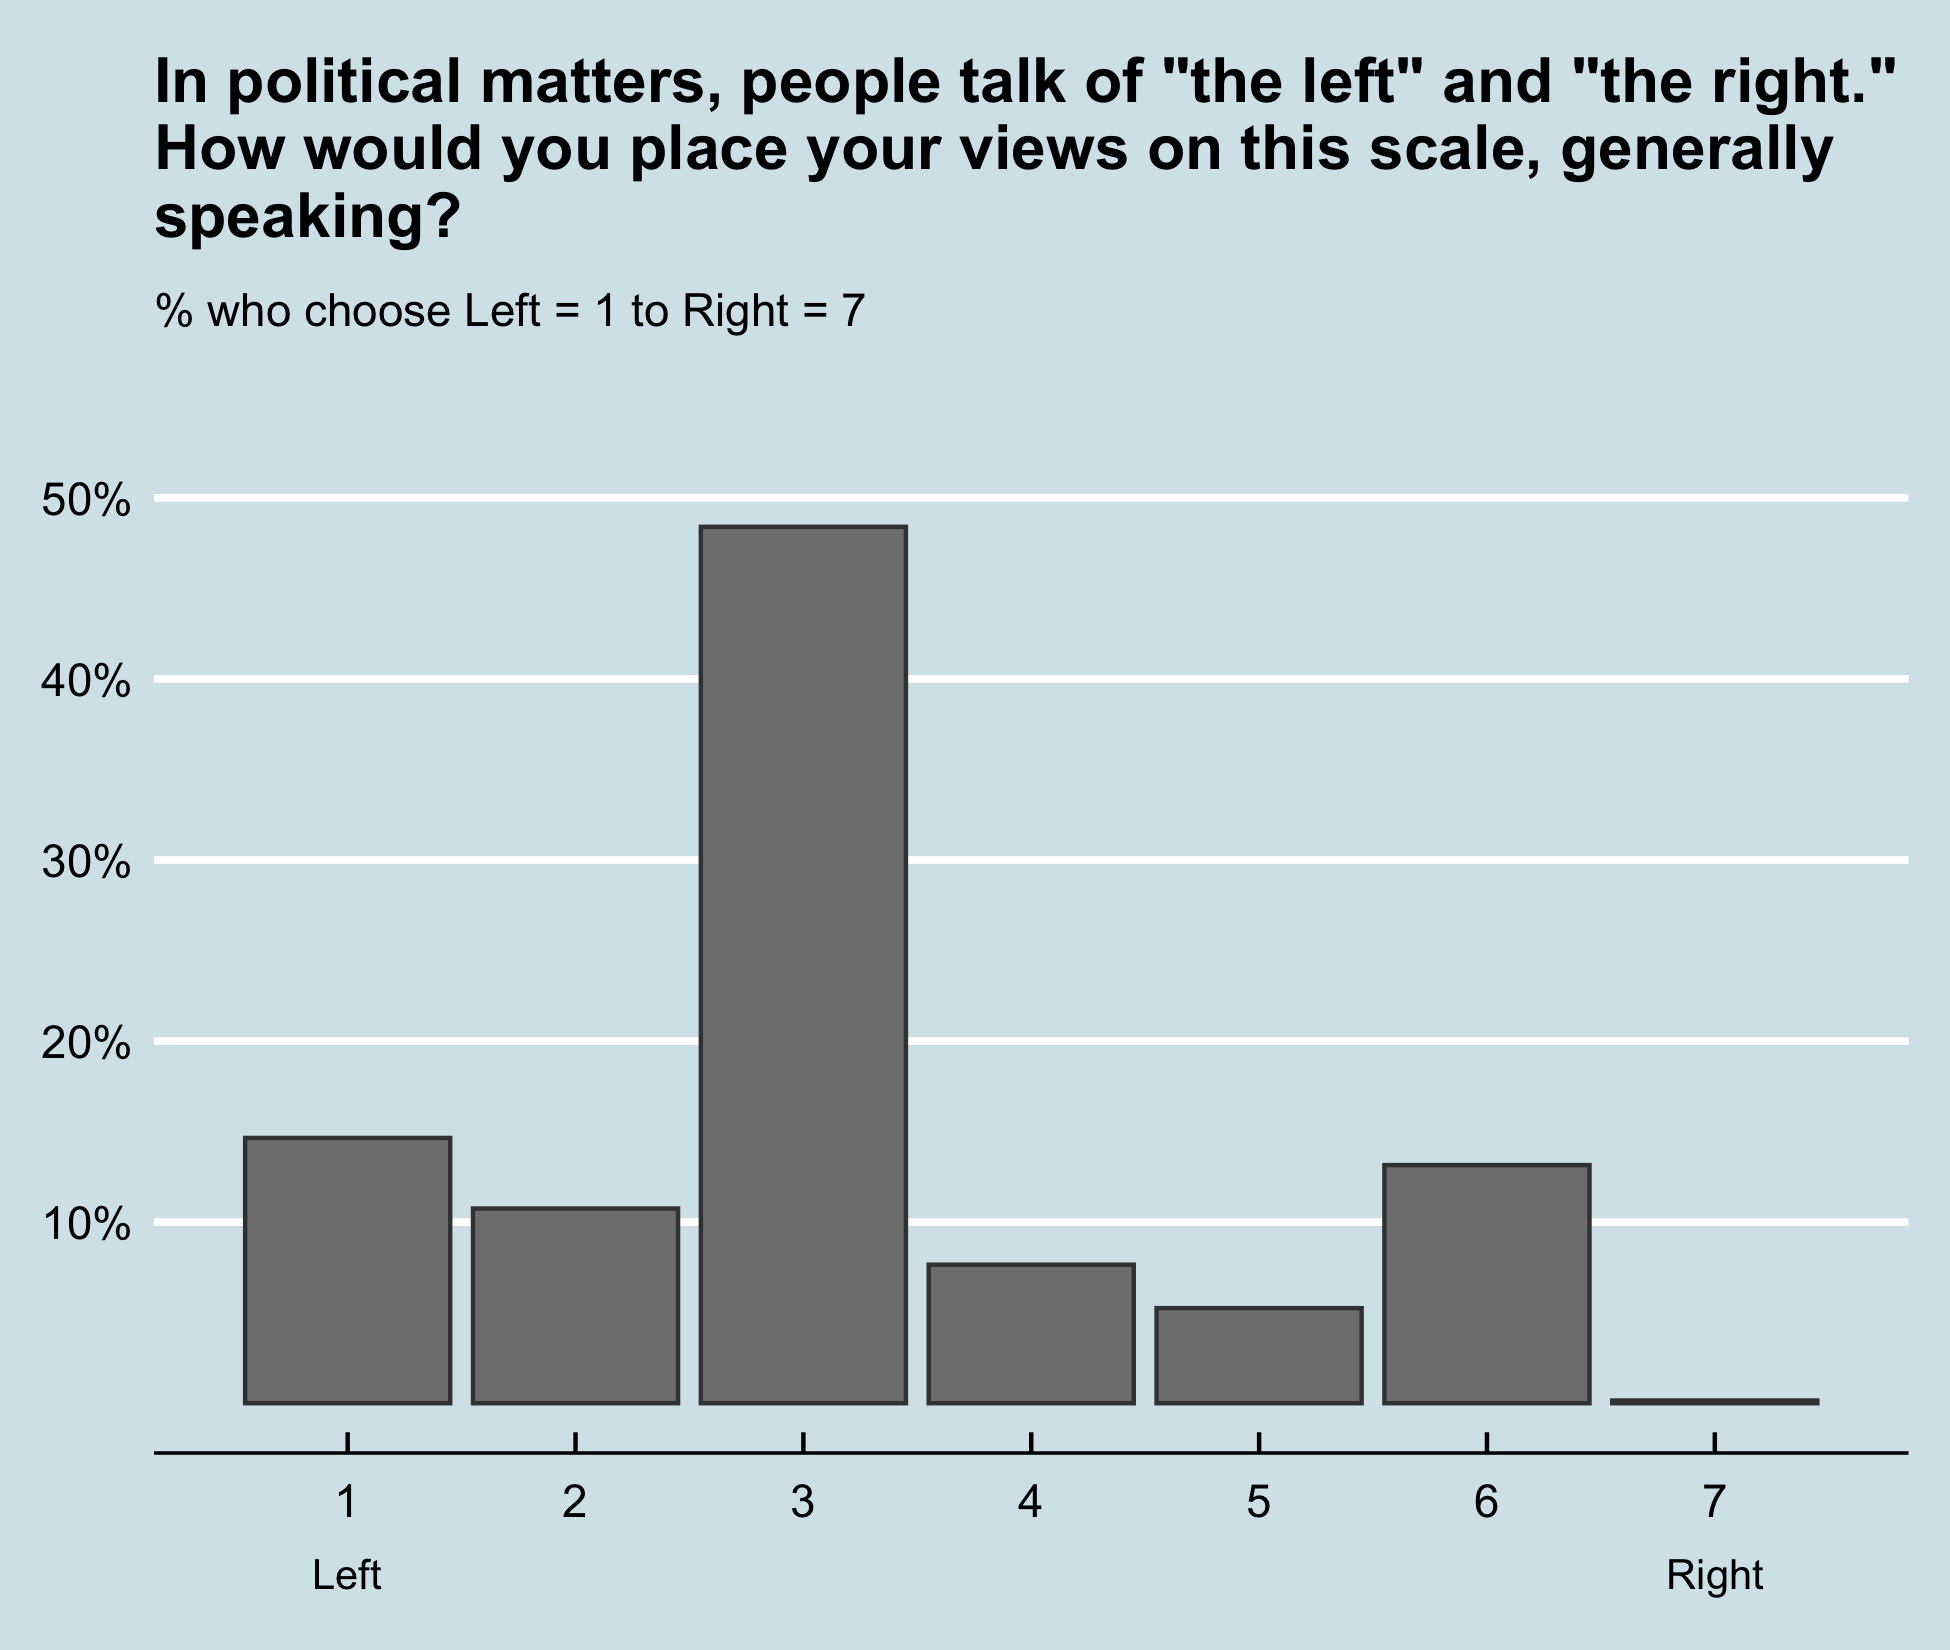 In political matters, people talk of "the left" and "the right."
How would you place your views on this scale, generally
speaking?
% who choose Left = 1 to Right = 7
50%
40%
30%
20%
10%
1 2 3 4 5 6 7
Left Right